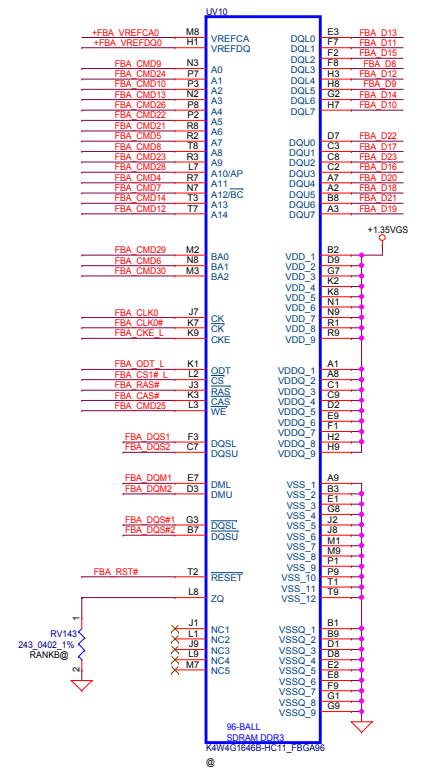 UV10
+FBA_VREFCA0 M8 VREFCA E3 DQL0 FBA_D13
+FBA_VREFDQ0 H1 VREFDQ F7 DQL1 FBA_D11
F2 DQL2 FBA_D15
FBA_CMD9 N3 A0 F8 DQL3 FBA_D8
FBA_CMD24 P7 A1 H3 DQL4 FBA_D12
FBA_CMD10 P3 A2 H8 DQL5 FBA_D9
FBA_CMD13 N2 A3 G2 DQL6 FBA_D14
FBA_CMD26 P8 A4 H7 DQL7 FBA_D10
FBA_CMD22 P2 A5
FBA_CMD21 R8 A6
FBA_CMD5 R2 A7 D7 DQU0 FBA_D22
FBA_CMD8 T8 A8 C3 DQU1 FBA_D17
FBA_CMD23 R3 A9 C8 DQU2 FBA_D23
FBA_CMD28 L7 A10/AP C2 DQU3 FBA_D16
FBA_CMD4 R7 A11 A7 DQU4 FBA_D20
FBA_CMD7 N7 A12/BC A2 DQU5 FBA_D18
FBA_CMD14 T3 A13 B8 DQU6 FBA_D21
FBA_CMD12 T7 A14 A3 DQU7 FBA_D19
+1.35VGS
FBA_CMD29 M2 BA0 B2 VDD_1
FBA_CMD6 N8 BA1 D9 VDD_2
FBA_CMD30 M3 BA2 G7 VDD_3
K2 VDD_4
K8 VDD_5
N1 VDD_6
FBA_CLK0 J7 CK N9 VDD_7
FBA_CLK0# K7 CK R1 VDD_8
FBA_CKE_L K9 CKE R9 VDD_9
FBA_ODT_L K1 ODT A1 VDDQ_1
FBA_CS1#_L L2 CS A8 VDDQ_2
FBA_RAS# J3 RAS C1 VDDQ_3
FBA_CAS# K3 CAS C9 VDDQ_4
FBA_CMD25 L3 WE D2 VDDQ_5
E9 VDDQ_6
F1 VDDQ_7
FBA_DQS1 F3 DQSL H2 VDDQ_8
FBA_DQS2 C7 DQSU H9 VDDQ_9
FBA_DQM1 E7 DML A9 VSS_1
FBA_DQM2 D3 DMU B3 VSS_2
E1 VSS_3
G8 VSS_4
FBA_DQS#1 G3 DQSL J2 VSS_5
FBA_DQS#2 B7 DQSU J8 VSS_6
M1 VSS_7
M9 VSS_8
P1 VSS_9
FBA_RST# T2 RESET P9 VSS_10
T1 VSS_11
L8 ZQ T9 VSS_12
1
RV143
243_0402_1%
RANKB@
2
J1 NC1 B1 VSSQ_1
L1 NC2 B9 VSSQ_2
J9 NC3 D1 VSSQ_3
L9 NC4 D8 VSSQ_4
M7 NC5 E2 VSSQ_5
E8 VSSQ_6
F9 VSSQ_7
G1 VSSQ_8
G9 VSSQ_9
96-BALL
SDRAM DDR3
K4W4G1646B-HC11_FBGA96
@